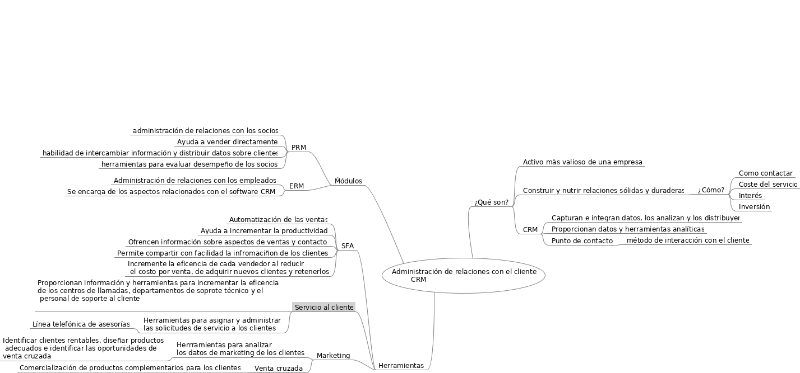 administración de relaciones con los socios
Ayuda a vender directamente
habilidad de intercambiar información y distribuir datos sobre clientes
herramientas para evaluar desempeño de los socios
PRM
Administración de relaciones con los empleados
Se encarga de los aspectos relacionados con el software CRM
ERM
Módulos
Automatización de las ventas
Ayuda a incrementar la productividad
Ofrencen información sobre aspectos de ventas y contacto
Permite compartir con facilidad la infromación de los clientes
Incremente la eficencia de cada vendedor al reducir
el costo por venta, de adquirir nuevos clientes y retenerlos
SFA
Proporcionan información y herramientas para incrementar la eficencia
de los centros de llamadas, departamentos de soprote técnico y el
personal de soporte al cliente
Servicio al cliente
Herramientas para asignar y administrar
las solicitudes de servicio a los clientes
Línea telefónica de asesorías
Identificar clientes rentables, diseñar productos
adecuados e identificar las oportunidades de
venta cruzada
Herrramientas para analizar
los datos de marketing de los clientes
Marketing
Comercialización de productos complementarios para los clientes
Venta cruzada
Herramientas
Administración de relaciones con el cliente
CRM
¿Qué son?
Activo más valioso de una empresa
Construir y nutrir relaciones sólidas y duraderas
¿Cómo?
Como contactar
Coste del servicio
Interés
Inversión
CRM
Capturan e integran datos, los analizan y los distribuyen
Proporcionan datos y herramientas analíticas
Punto de contacto
método de interacción con el cliente